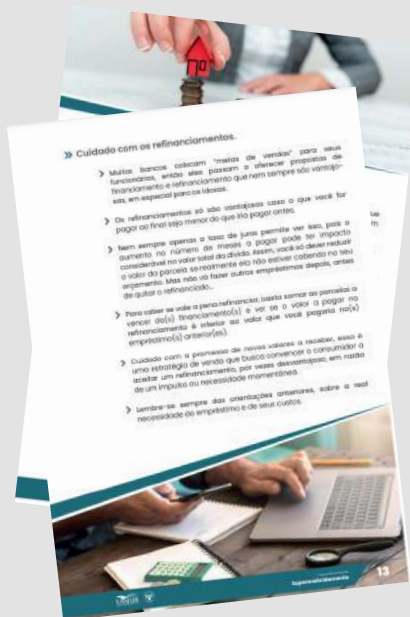 » Cuidado com os refinanciamentos.
> Muitos bancos colocam "metas de vendas" para seus
funcionários, então eles passam a oferecer propostas de
financiamento e refinanciamento que nem sempre são vantajo-
sas, em especial para os idosos.
> Os refinanciamentos só são vantajosos caso o que você for
pagar ao final seja menor do que iria pagar antes.
> Nem sempre apenas a taxa de juros permite ver isso, pois o
aumento no número de meses a pagar pode ter impacto
considerável no valor total da dívida. Assim, você só dever reduzir
o valor da parcela se realmente ela não estiver cabendo no seu
orçamento. Mas não vá fazer outros empréstimos depois, antes
de quitar o refinanciado...
> Para saber se vale a pena refinanciar, basta somar as parcelas a
vencer do(s) financiamento(s) e ver se o valor a pagar no
refinanciamento é inferior ao valor que você pagaria no(s)
empréstimo(s) anterior(es).
> Cuidado com a promessa de novos valores a receber, essa é
uma estratégia de venda que busca convencer o consumidor a
aceitar um refinanciamento, por vezes desvantajoso, em razão
de um impulso ou necessidade momentânea.
> Lembre-se sempre das orientações anteriores, sobre a real
necessidade do empréstimo e de seus custos.
Superendividamento
13